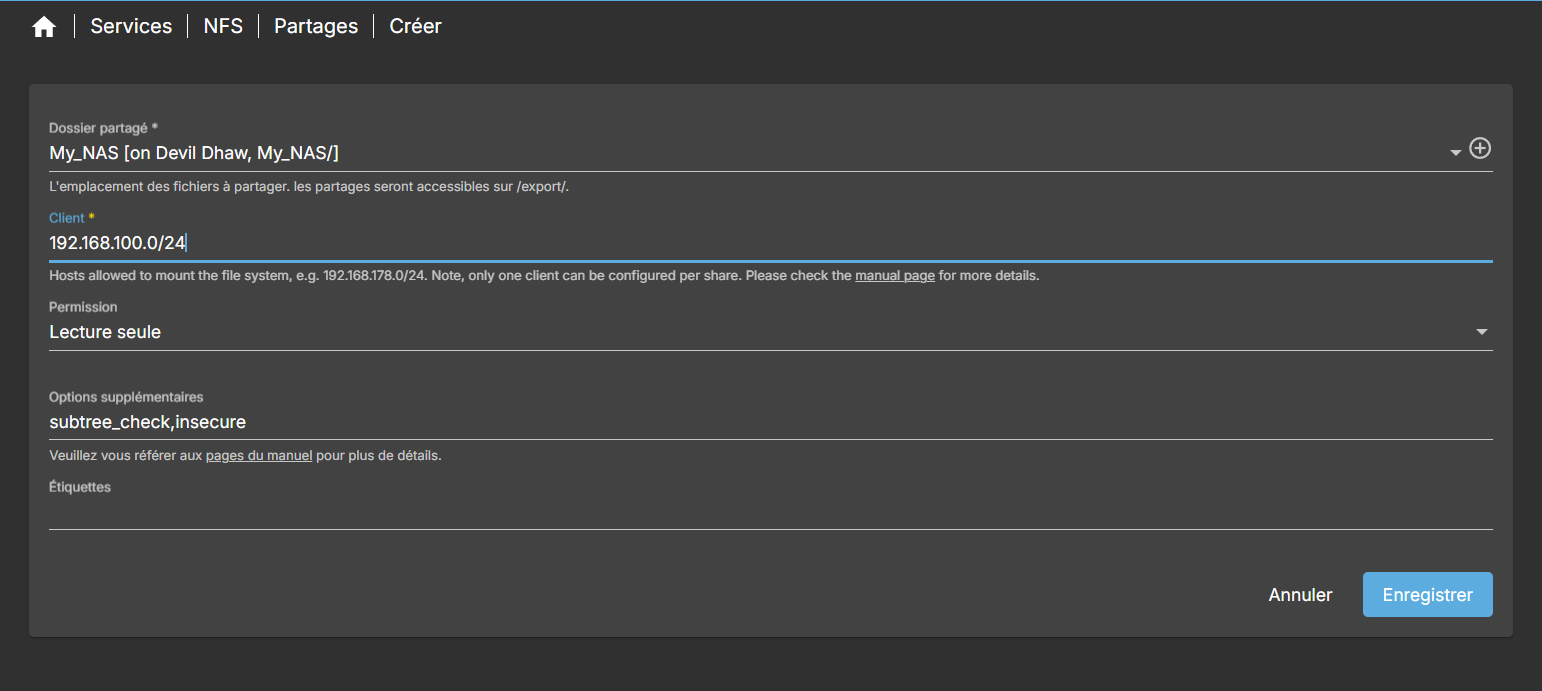 Services | NFS | Partages | Créer
Dossier partagé *
My_NAS [on Devil Dhaw, My_NAS/]
L'emplacement des fichiers à partager. les partages seront accessibles sur /export/.
Client *
192.168.100.0/24
Hosts allowed to mount the file system, e.g. 192.168.178.0/24. Note, only one client can be configured per share. Please check the manual page for more details.
Permission
Lecture seule
Options supplémentaires
subtree_check,insecure
Veuillez vous référer aux pages du manuel pour plus de détails.
Étiquettes
Annuler Enregistrer